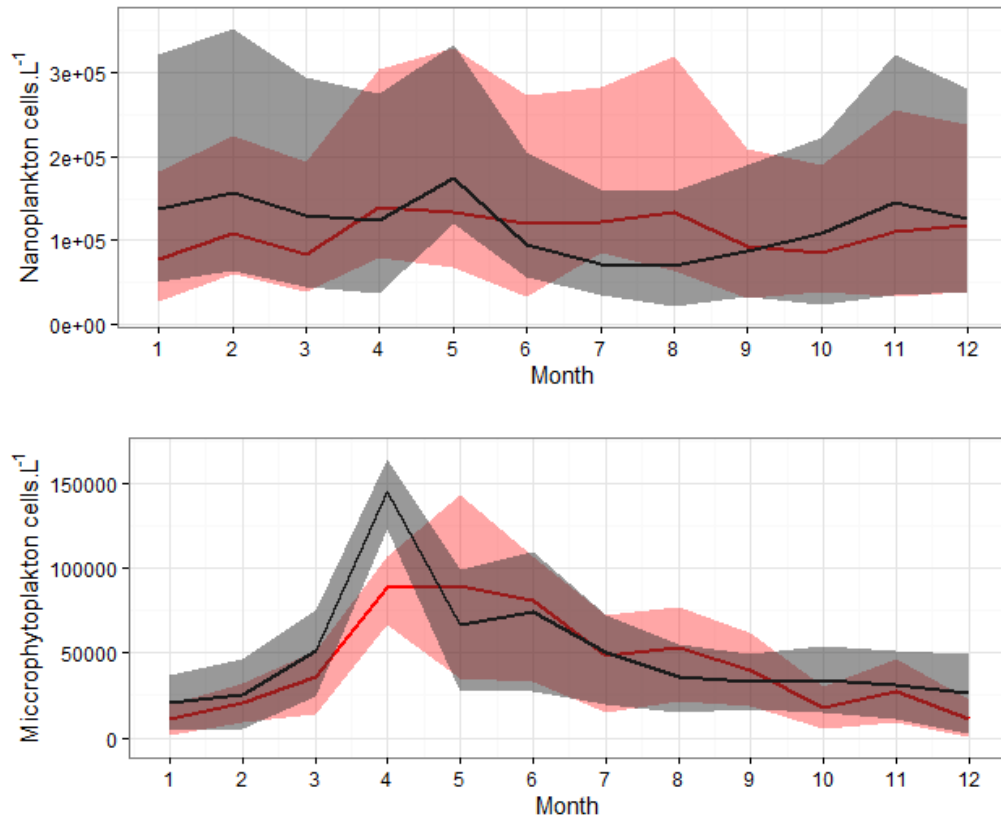 Nanoplankton cells.L⁻¹
3e+05
2e+05
1e+05
0e+00
1 2 3 4 5 6 7 8 9 10 11 12
Month
Miccrophytoplakton cells.L⁻¹
150000
100000
50000
0
1 2 3 4 5 6 7 8 9 10 11 12
Month